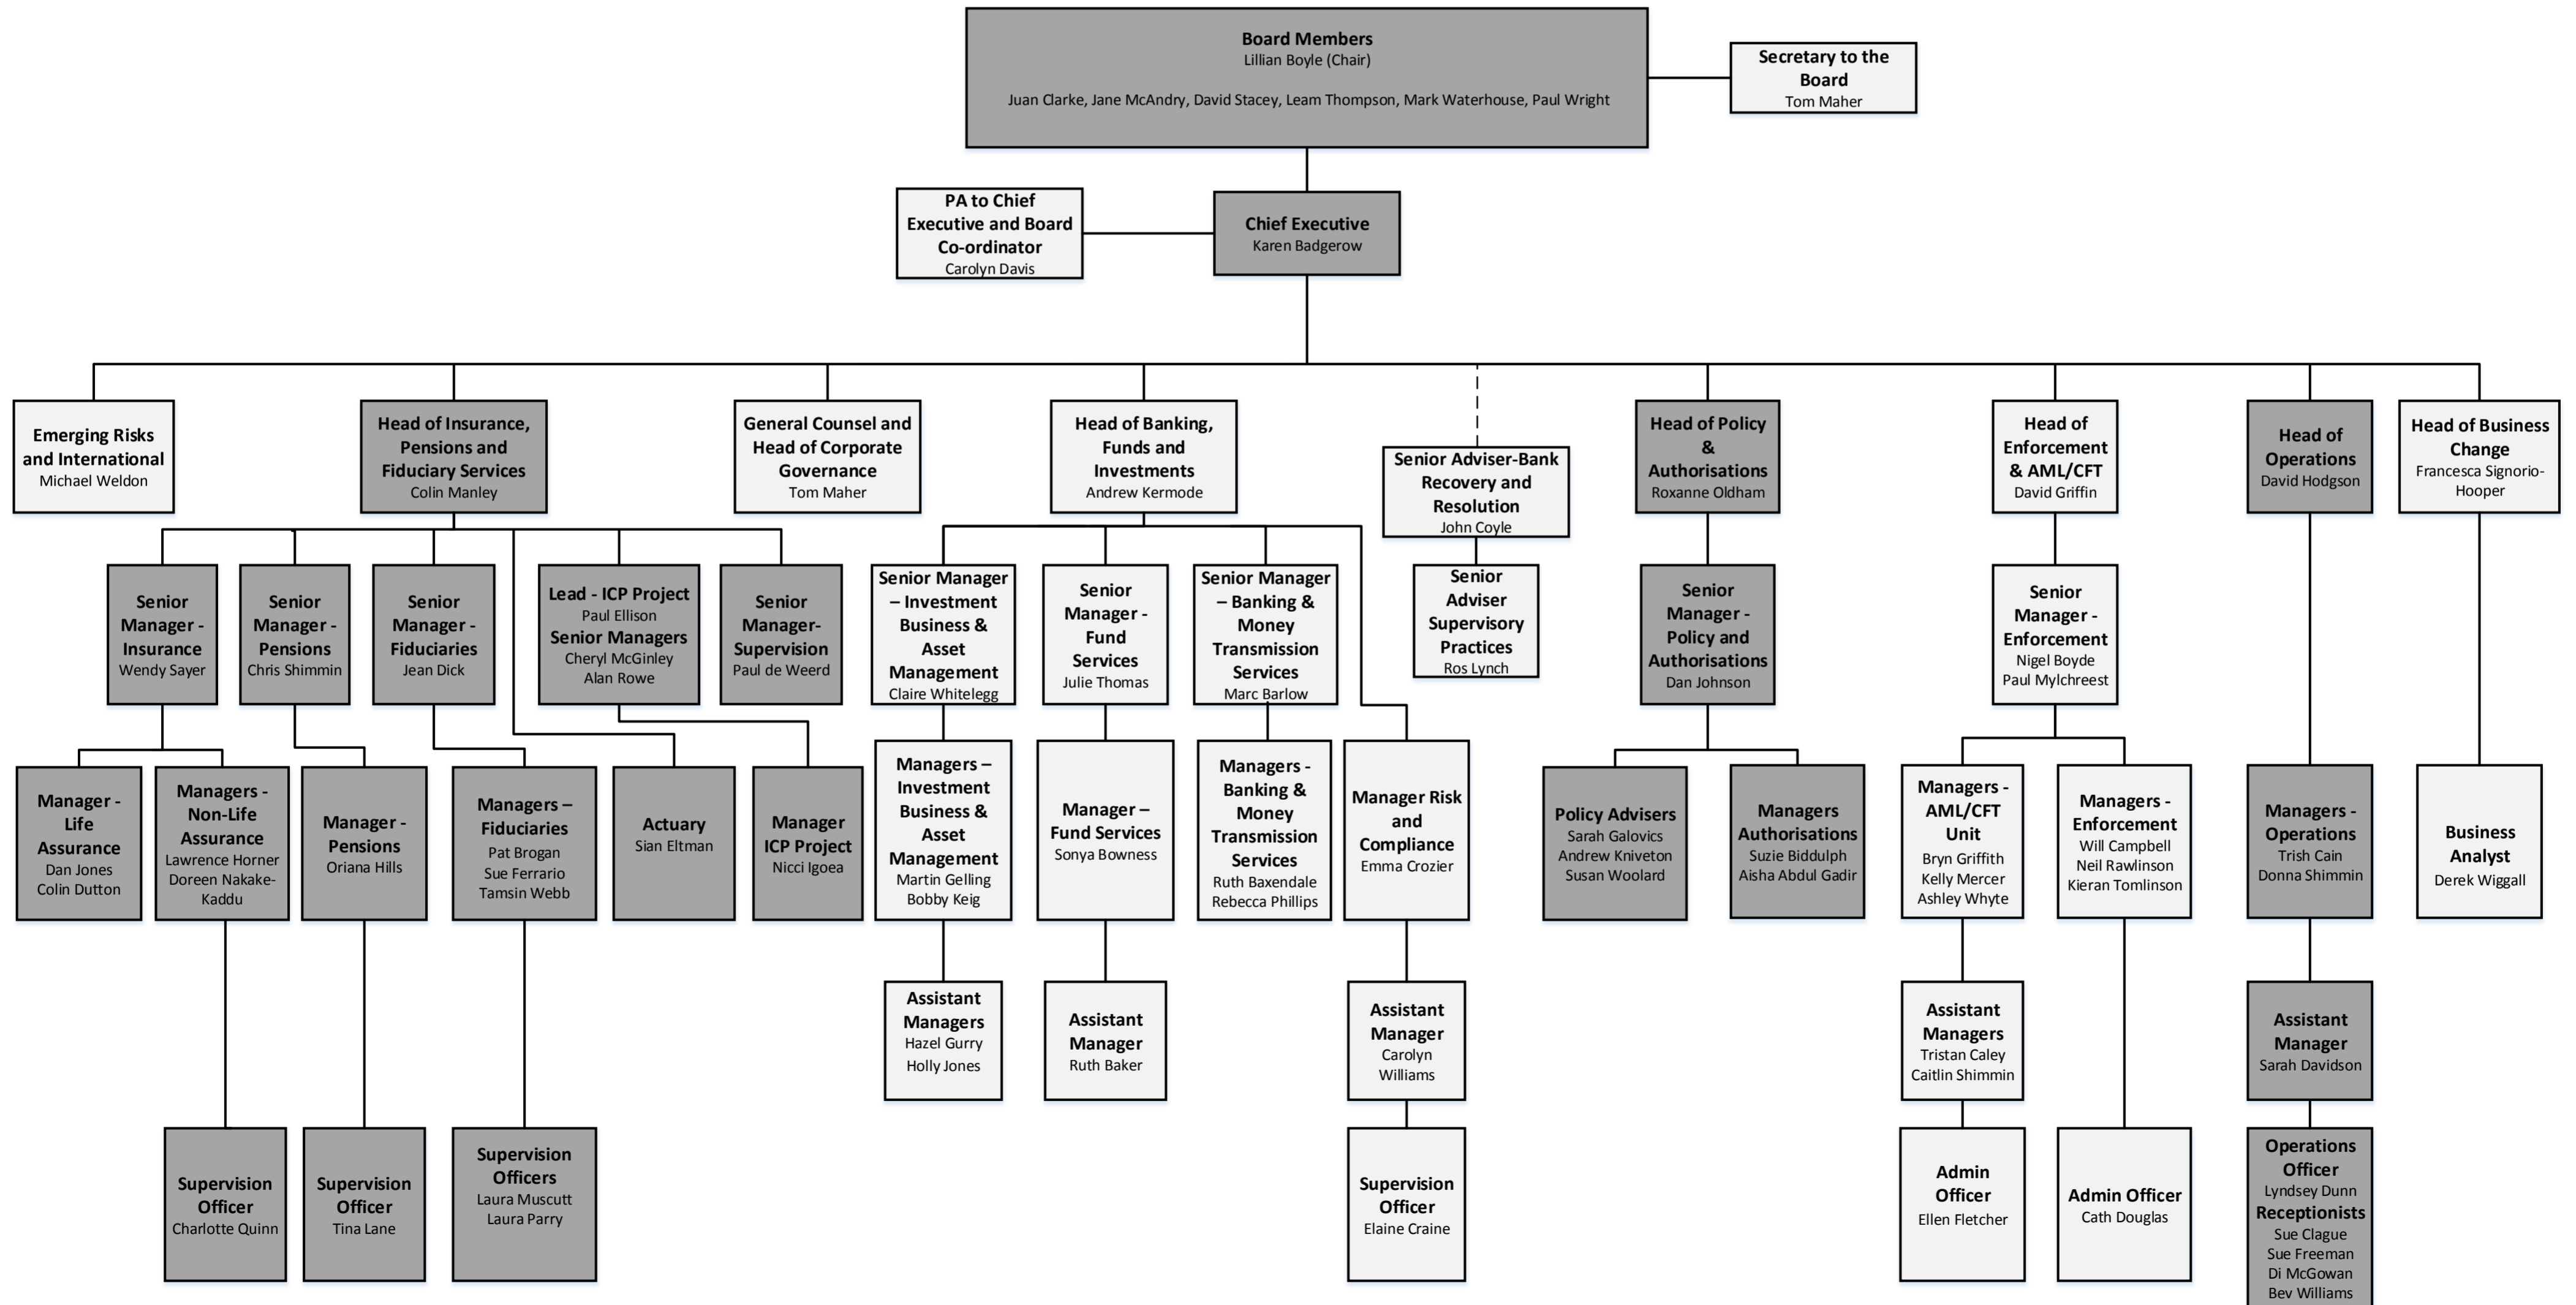 Board Members
Lillian Boyle (Chair)
Juan Clarke, Jane McAndry, David Stacey, Leam Thompson, Mark Waterhouse, Paul Wright
Secretary to the
Board
Tom Maher
PA to Chief
Executive and Board
Co-ordinator
Carolyn Davis
Chief Executive
Karen Badgerow
Emerging Risks
and International
Michael Weldon
Head of Insurance,
Pensions and
Fiduciary Services
Colin Manley
General Counsel and
Head of Corporate
Governance
Tom Maher
Head of Banking,
Funds and
Investments
Andrew Kermode
Senior Adviser-Bank
Recovery and
Resolution
John Coyle
Head of Policy
&
Authorisations
Roxanne Oldham
Head of
Enforcement
& AML/CFT
David Griffin
Head of
Operations
David Hodgson
Head of Business
Change
Francesca Signorio-
Hooper
Senior
Manager -
Insurance
Wendy Sayer
Senior
Manager -
Pensions
Chris Shimmin
Senior
Manager -
Fiduciaries
Jean Dick
Lead - ICP Project
Paul Ellison
Senior Managers
Cheryl McGinley
Alan Rowe
Senior
Manager-
Supervision
Paul de Weerd
Senior Manager
– Investment
Business &
Asset
Management
Claire Whitelegg
Senior
Manager -
Fund
Services
Julie Thomas
Senior Manager
– Banking &
Money
Transmission
Services
Marc Barlow
Senior
Adviser
Supervisory
Practices
Ros Lynch
Senior
Manager -
Policy and
Authorisations
Dan Johnson
Senior
Manager -
Enforcement
Nigel Boyde
Paul Mylchreest
Manager -
Life
Assurance
Dan Jones
Colin Dutton
Managers -
Non-Life
Assurance
Lawrence Horner
Doreen Nakake-
Kaddu
Manager -
Pensions
Oriana Hills
Managers –
Fiduciaries
Pat Brogan
Sue Ferrario
Tamsin Webb
Actuary
Sian Eltman
Manager
ICP Project
Nicci Igoea
Managers –
Investment
Business &
Asset
Management
Martin Gelling
Bobby Keig
Manager –
Fund Services
Sonya Bowness
Managers -
Banking &
Money
Transmission
Services
Ruth Baxendale
Rebecca Phillips
Manager Risk
and
Compliance
Emma Crozier
Policy Advisers
Sarah Galovics
Andrew Kniveton
Susan Woolard
Managers
Authorisations
Suzie Biddulph
Aisha Abdul Gadir
Managers -
AML/CFT
Unit
Bryn Griffith
Kelly Mercer
Ashley Whyte
Managers -
Enforcement
Will Campbell
Neil Rawlinson
Kieran Tomlinson
Managers -
Operations
Trish Cain
Donna Shimmin
Business
Analyst
Derek Wiggall
Assistant
Managers
Hazel Gurry
Holly Jones
Assistant
Manager
Ruth Baker
Assistant
Manager
Carolyn
Williams
Assistant
Managers
Tristan Caley
Caitlin Shimmin
Assistant
Manager
Sarah Davidson
Supervision
Officer
Charlotte Quinn
Supervision
Officer
Tina Lane
Supervision
Officers
Laura Muscutt
Laura Parry
Supervision
Officer
Elaine Craine
Admin
Officer
Ellen Fletcher
Admin Officer
Cath Douglas
Operations
Officer
Lyndsey Dunn
Receptionists
Sue Clague
Sue Freeman
Di McGowan
Bev Williams